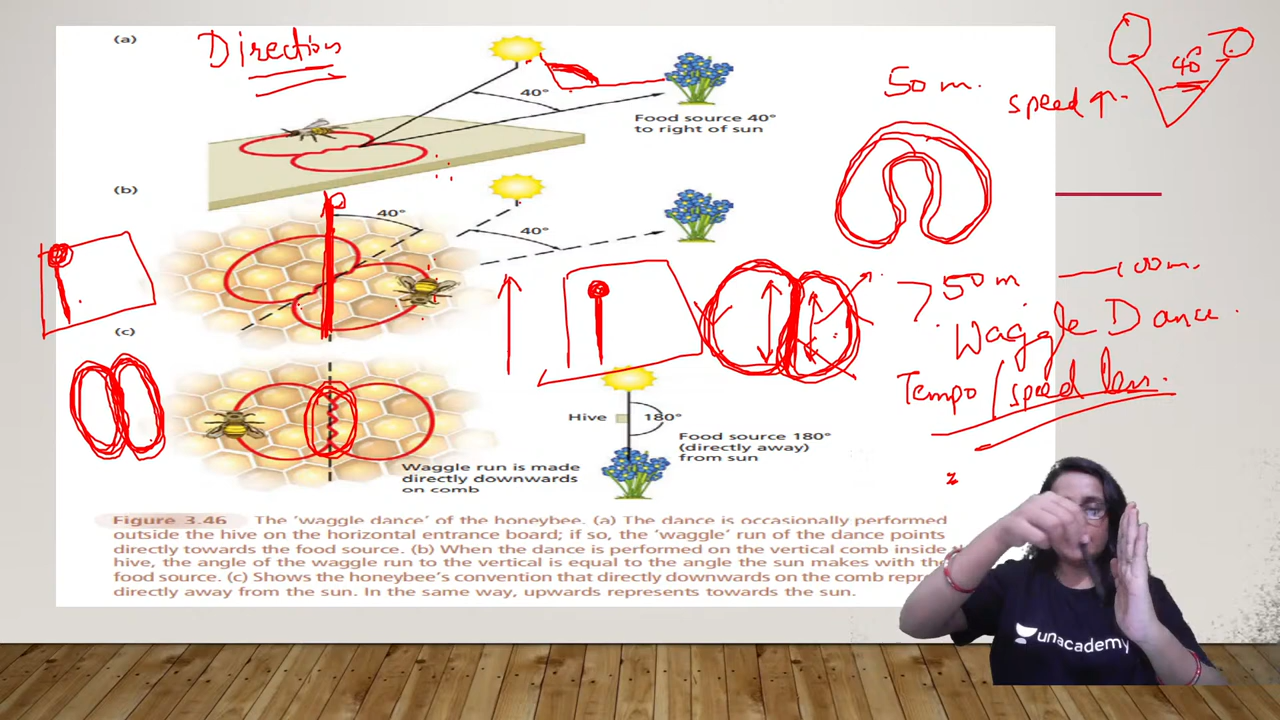 (a)
Directions
40°
Food source 40°
to right of sun
50 m.
speed ↑.
40°
(b)
40°
40°
> 50 m — 100 m.
Waggle Dance.
Tempo / speed less.
(c)
Hive
180°
Food source 180°
(directly away)
from sun
Waggle run is made
directly downwards
on comb
Figure 3.46 The 'waggle dance' of the honeybee. (a) The dance is occasionally performed
outside the hive on the horizontal entrance board; if so, the 'waggle' run of the dance points
directly towards the food source. (b) When the dance is performed on the vertical comb inside
hive, the angle of the waggle run to the vertical is equal to the angle the sun makes with the
food source. (c) Shows the honeybee's convention that directly downwards on the comb repr
directly away from the sun. In the same way, upwards represents towards the sun.
unacademy